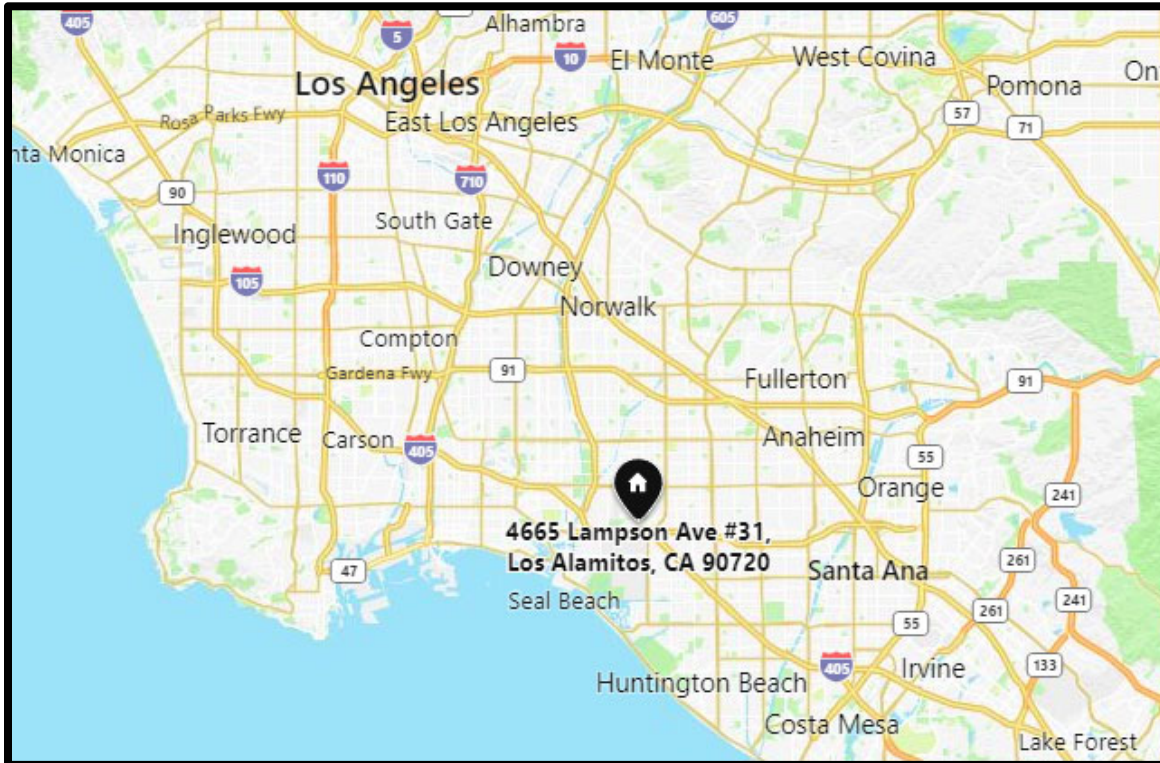 405
5
Alhambra
605
10
El Monte
West Covina
Los Angeles
Pomona
On
Rosa Parks Fwy
East Los Angeles
57
71
nta Monica
110
710
90
South Gate
Inglewood
Downey
105
Norwalk
Compton
Gardena Fwy
91
Fullerton
91
Torrance
Carson
405
Anaheim
55
Orange
241
4665 Lampson Ave #31,
Los Alamitos, CA 90720
47
261
Santa Ana
Seal Beach
261
241
55
405
Irvine
133
Huntington Beach
Costa Mesa
Lake Forest